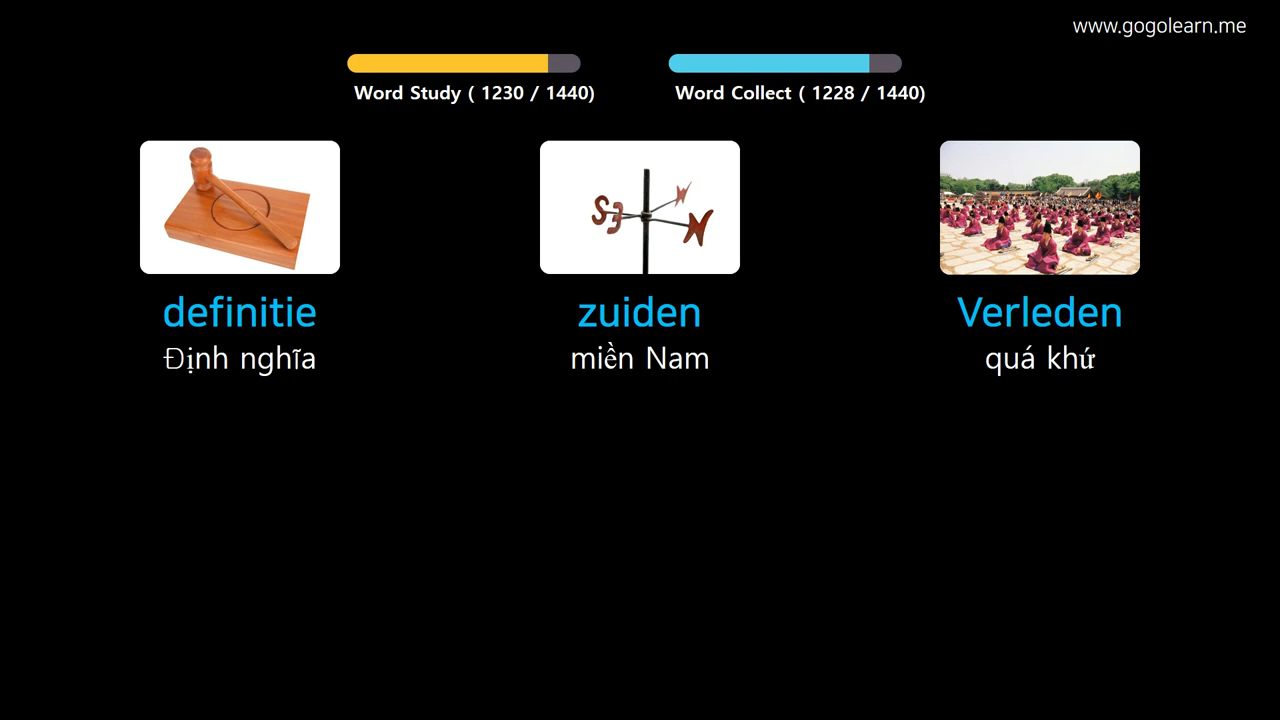 www.gogolearn.me
Word Study ( 1230 / 1440)
Word Collect ( 1228 / 1440)
definitie
zuiden
Verleden
Định nghĩa
miền Nam
quá khứ